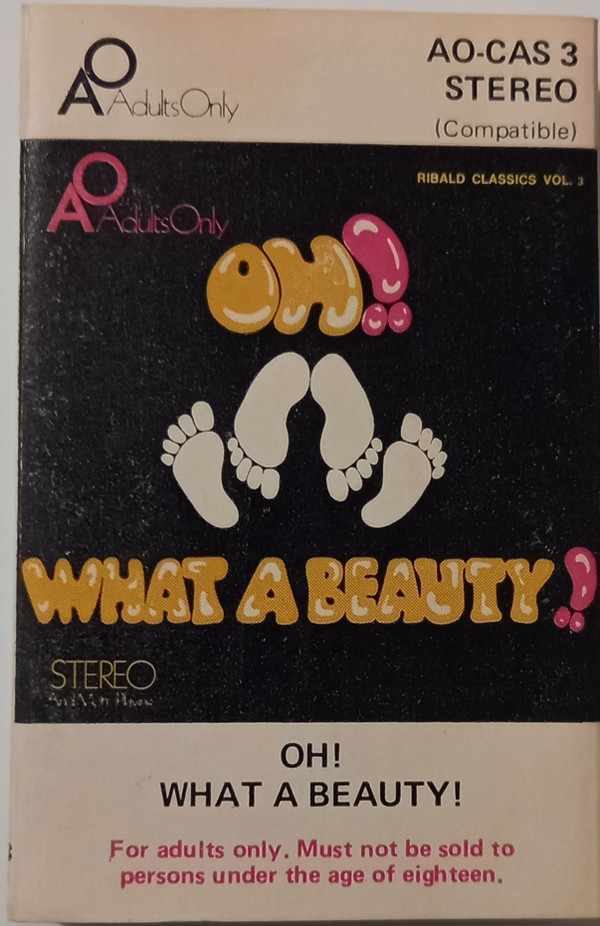 AO
AdultsOnly
AO-CAS 3
STEREO
(Compatible)
AO
AdultsOnly
RIBALD CLASSICS VOL. 3
OH!
WHAT A BEAUTY!
STEREO
OH!
WHAT A BEAUTY!
For adults only. Must not be sold to
persons under the age of eighteen.